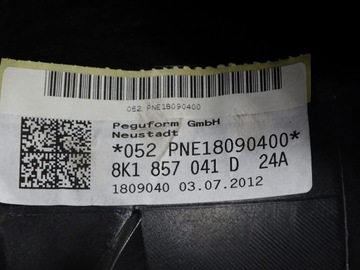 052 PNE18090400
Peguform GmbH
Neustadt
*052 PNE18090400*
8K1 857 041 D 24A
1809040 03.07.2012